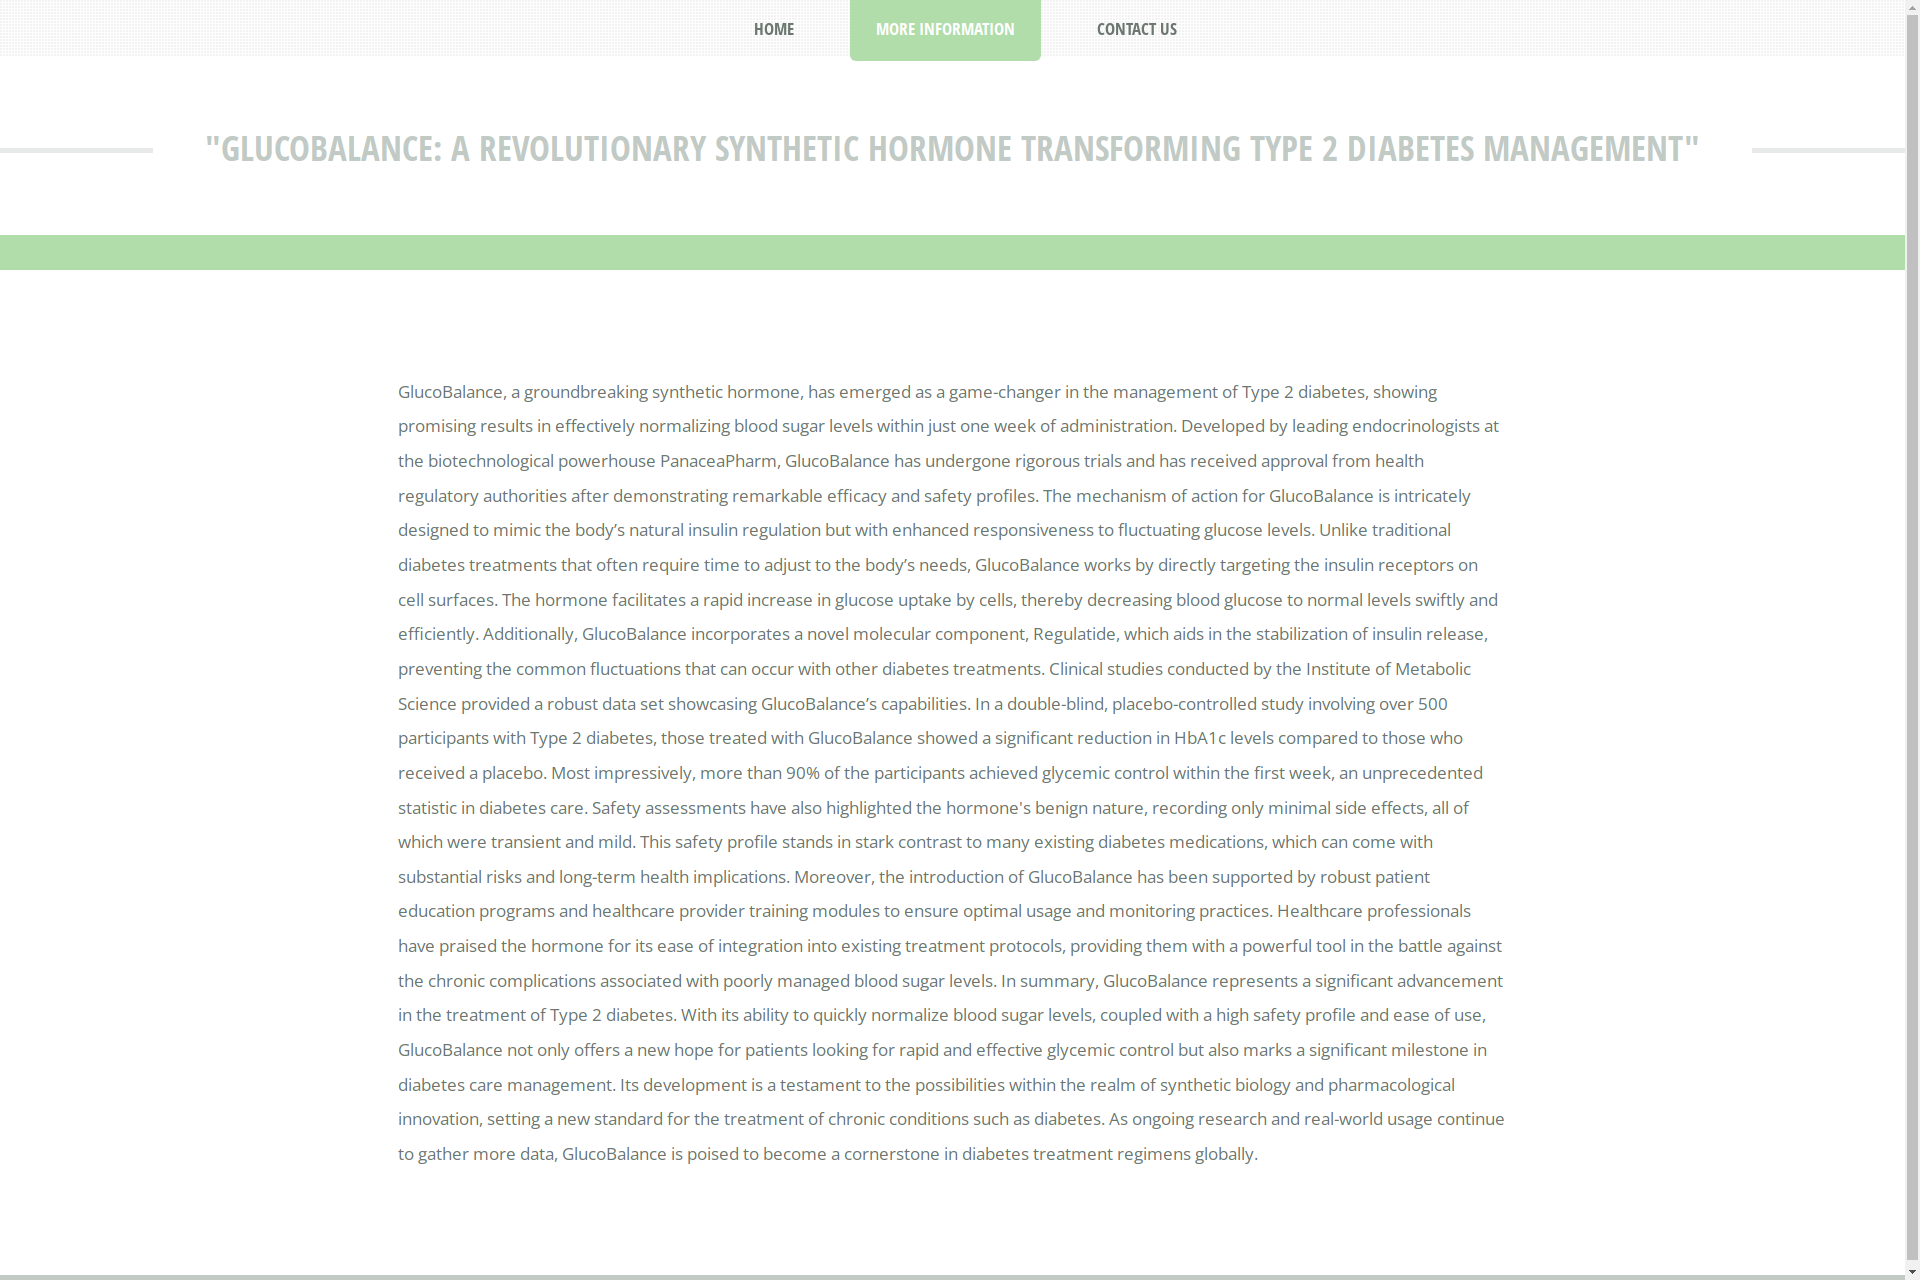 HOME
MORE INFORMATION
CONTACT US
"GLUCOBALANCE: A REVOLUTIONARY SYNTHETIC HORMONE TRANSFORMING TYPE 2 DIABETES MANAGEMENT"
GlucoBalance, a groundbreaking synthetic hormone, has emerged as a game-changer in the management of Type 2 diabetes, showing
promising results in effectively normalizing blood sugar levels within just one week of administration. Developed by leading endocrinologists at
the biotechnological powerhouse PanaceaPharm, GlucoBalance has undergone rigorous trials and has received approval from health
regulatory authorities after demonstrating remarkable efficacy and safety profiles. The mechanism of action for GlucoBalance is intricately
designed to mimic the body’s natural insulin regulation but with enhanced responsiveness to fluctuating glucose levels. Unlike traditional
diabetes treatments that often require time to adjust to the body’s needs, GlucoBalance works by directly targeting the insulin receptors on
cell surfaces. The hormone facilitates a rapid increase in glucose uptake by cells, thereby decreasing blood glucose to normal levels swiftly and
efficiently. Additionally, GlucoBalance incorporates a novel molecular component, Regulatide, which aids in the stabilization of insulin release,
preventing the common fluctuations that can occur with other diabetes treatments. Clinical studies conducted by the Institute of Metabolic
Science provided a robust data set showcasing GlucoBalance’s capabilities. In a double-blind, placebo-controlled study involving over 500
participants with Type 2 diabetes, those treated with GlucoBalance showed a significant reduction in HbA1c levels compared to those who
received a placebo. Most impressively, more than 90% of the participants achieved glycemic control within the first week, an unprecedented
statistic in diabetes care. Safety assessments have also highlighted the hormone's benign nature, recording only minimal side effects, all of
which were transient and mild. This safety profile stands in stark contrast to many existing diabetes medications, which can come with
substantial risks and long-term health implications. Moreover, the introduction of GlucoBalance has been supported by robust patient
education programs and healthcare provider training modules to ensure optimal usage and monitoring practices. Healthcare professionals
have praised the hormone for its ease of integration into existing treatment protocols, providing them with a powerful tool in the battle against
the chronic complications associated with poorly managed blood sugar levels. In summary, GlucoBalance represents a significant advancement
in the treatment of Type 2 diabetes. With its ability to quickly normalize blood sugar levels, coupled with a high safety profile and ease of use,
GlucoBalance not only offers a new hope for patients looking for rapid and effective glycemic control but also marks a significant milestone in
diabetes care management. Its development is a testament to the possibilities within the realm of synthetic biology and pharmacological
innovation, setting a new standard for the treatment of chronic conditions such as diabetes. As ongoing research and real-world usage continue
to gather more data, GlucoBalance is poised to become a cornerstone in diabetes treatment regimens globally.